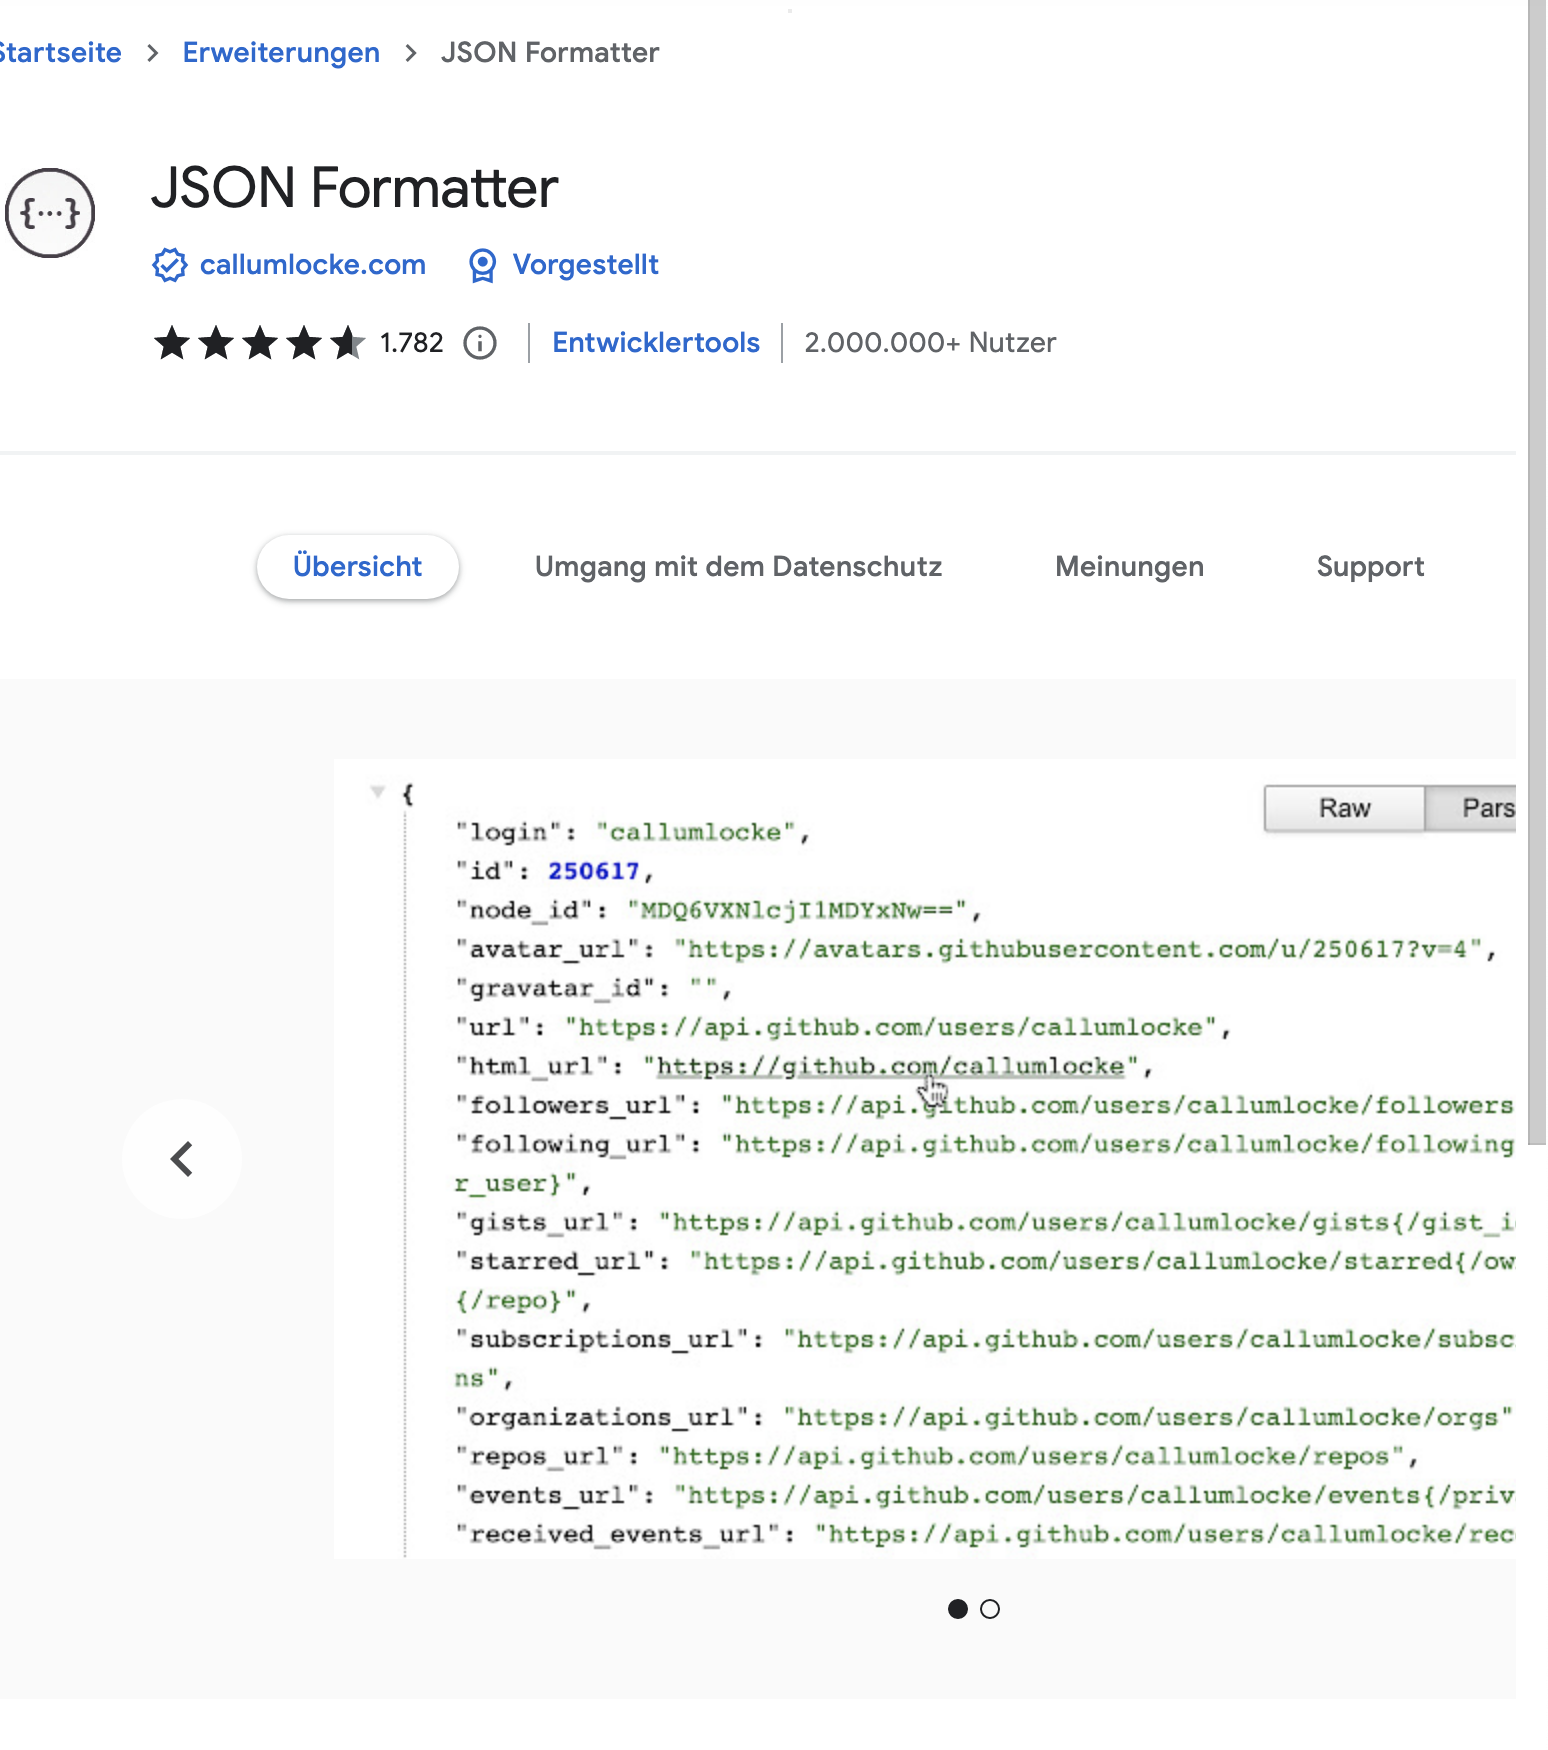 Startseite > Erweiterungen > JSON Formatter
{···}
JSON Formatter
callumlocke.com Vorgestellt
1.782 Entwicklertools 2.000.000+ Nutzer
Übersicht Umgang mit dem Datenschutz Meinungen Support
{
Raw Pars
"login": "callumlocke",
"id": 250617,
"node_id": "MDQ6VXNlcjI1MDYxNw==",
"avatar_url": "https://avatars.githubusercontent.com/u/250617?v=4",
"gravatar_id": "",
"url": "https://api.github.com/users/callumlocke",
"html_url": "https://github.com/callumlocke",
"followers_url": "https://api.github.com/users/callumlocke/followers
"following_url": "https://api.github.com/users/callumlocke/following
r_user}",
"gists_url": "https://api.github.com/users/callumlocke/gists{/gist_i
"starred_url": "https://api.github.com/users/callumlocke/starred{/ow
{/repo}",
"subscriptions_url": "https://api.github.com/users/callumlocke/subsc
ns",
"organizations_url": "https://api.github.com/users/callumlocke/orgs"
"repos_url": "https://api.github.com/users/callumlocke/repos",
"events_url": "https://api.github.com/users/callumlocke/events{/priv
"received_events_url": "https://api.github.com/users/callumlocke/rec